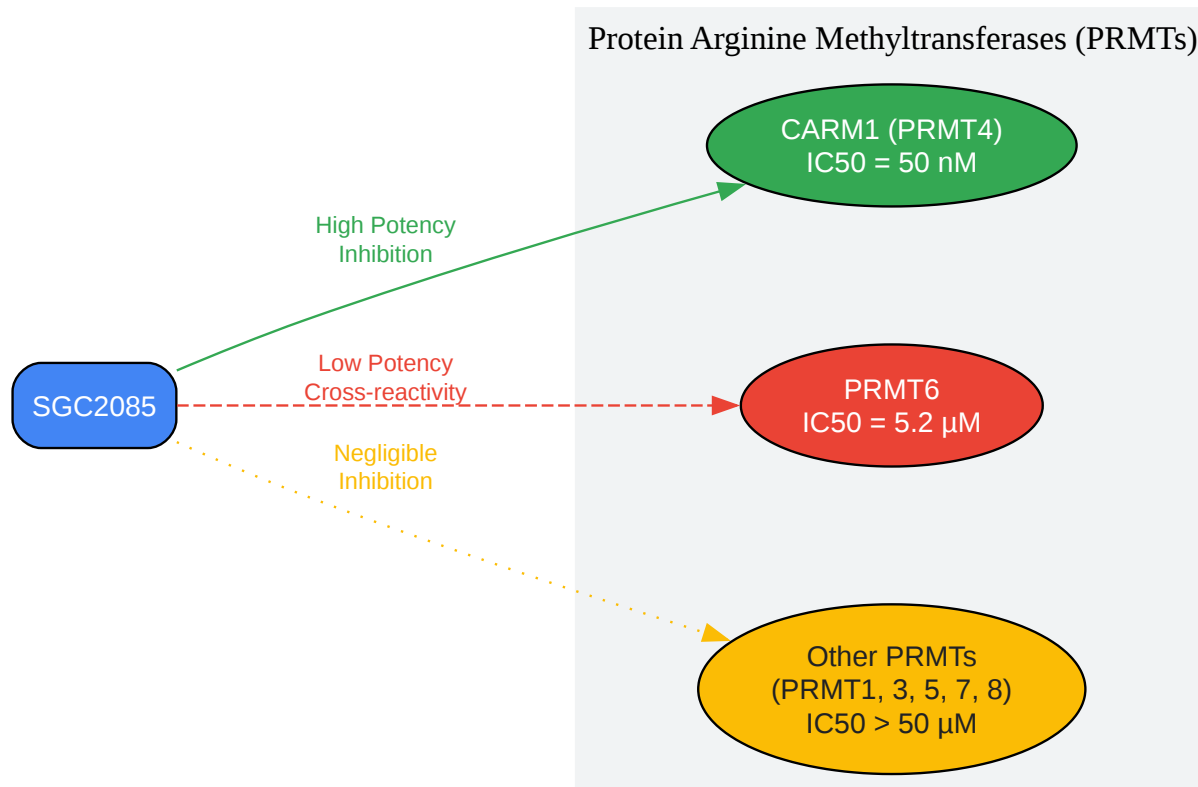 Protein Arginine Methyltransferases (PRMTs)
CARM1 (PRMT4)
IC50 = 50 nM
High Potency
Inhibition
Low Potency
Cross-reactivity
PRMT6
IC50 = 5.2 µM
SGC2085
Negligible
Inhibition
Other PRMTs
(PRMT1, 3, 5, 7, 8)
IC50 > 50 µM